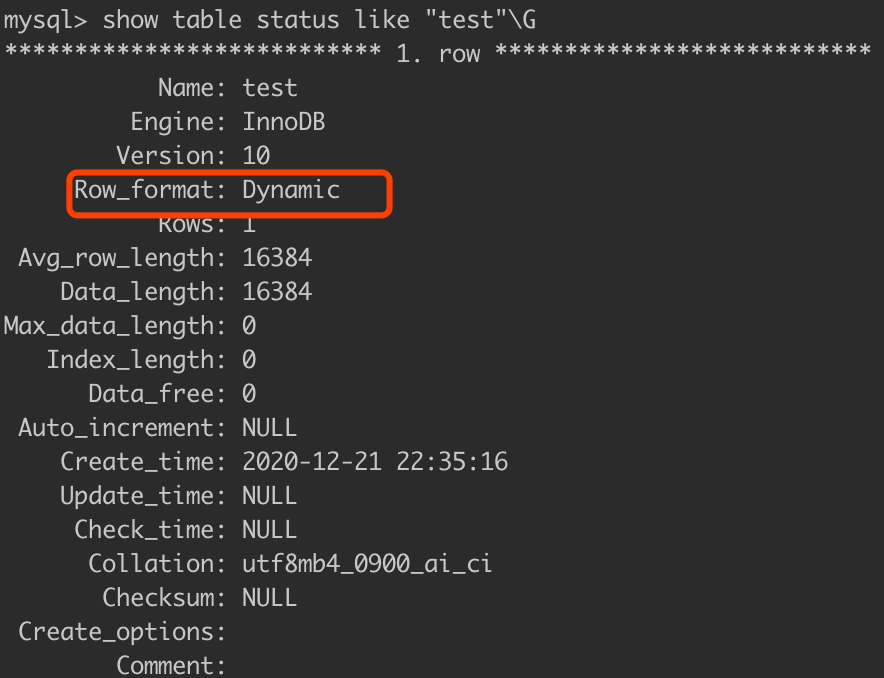 mysql> show table status like "test"\G
*************************** 1. row ***************************
Name: test
Engine: InnoDB
Version: 10
Row_format: Dynamic
Rows: 1
Avg_row_length: 16384
Data_length: 16384
Max_data_length: 0
Index_length: 0
Data_free: 0
Auto_increment: NULL
Create_time: 2020-12-21 22:35:16
Update_time: NULL
Check_time: NULL
Collation: utf8mb4_0900_ai_ci
Checksum: NULL
Create_options:
Comment: